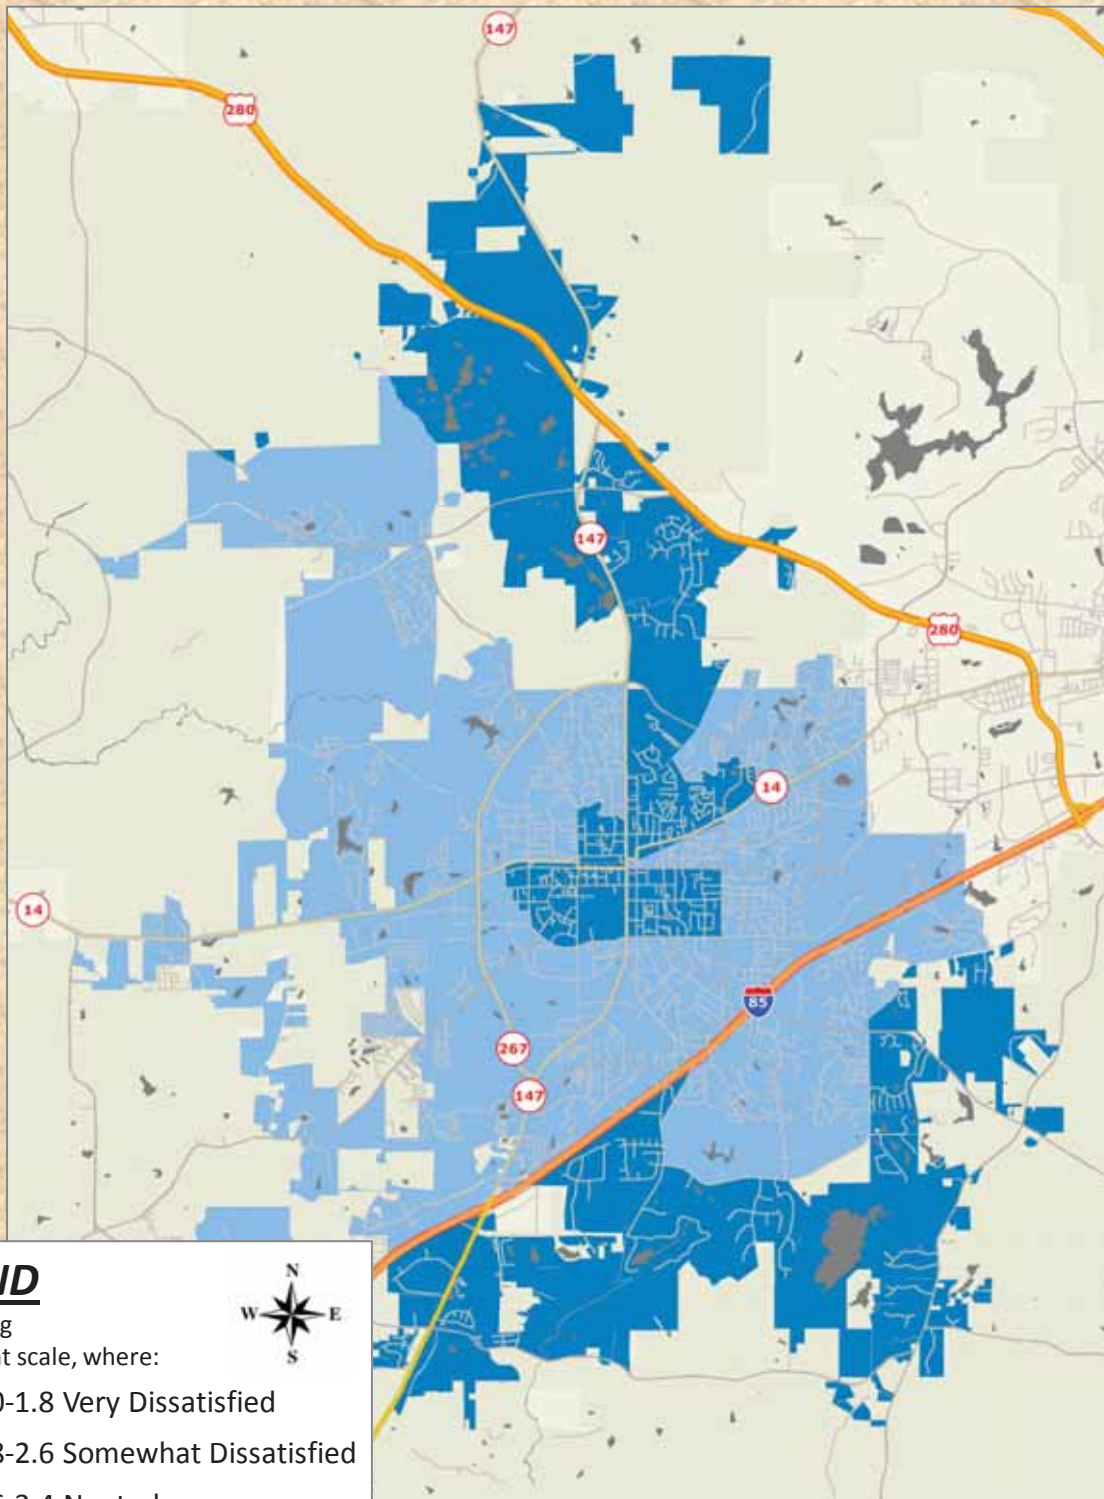 147
280
147
280
14
14
85
267
147
N
W E
S
ND
g
t scale, where:
0-1.8 Very Dissatisfied
8-2.6 Somewhat Dissatisfied